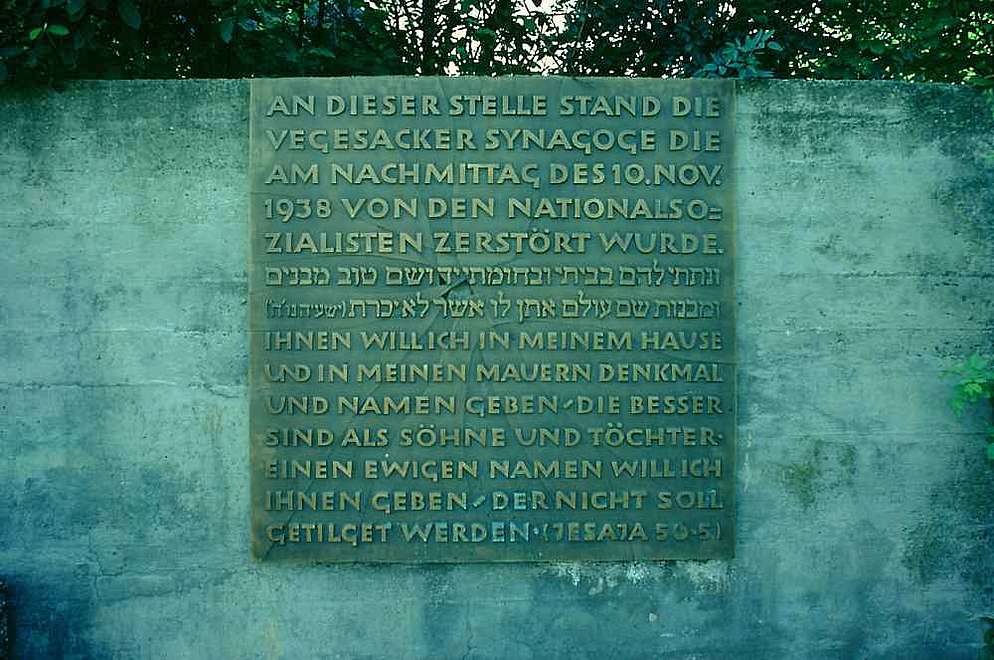 AN DIESER STELLE STAND DIE
VEGESACKER SYNAGOGE DIE
AM NACHMITTAG DES 10. NOV.
1938 VON DEN NATIONALSO=
ZIALISTEN ZERSTÖRT WURDE.
ונתתי להם בביתי ובחומתי יד ושם טוב מבנים
ומבנות שם עולם אתן לו אשר לא יכרת (ישעיהו נ״ה)
IHNEN WILL ICH IN MEINEM HAUSE
UND IN MEINEN MAUERN DENKMAL
UND NAMEN GEBEN-DIE BESSER
SIND ALS SÖHNE UND TÖCHTER·
EINEN EWIGEN NAMEN WILL ICH
IHNEN GEBEN-DER NICHT SOLL
GETILGET WERDEN·(JESAJA 56·5)